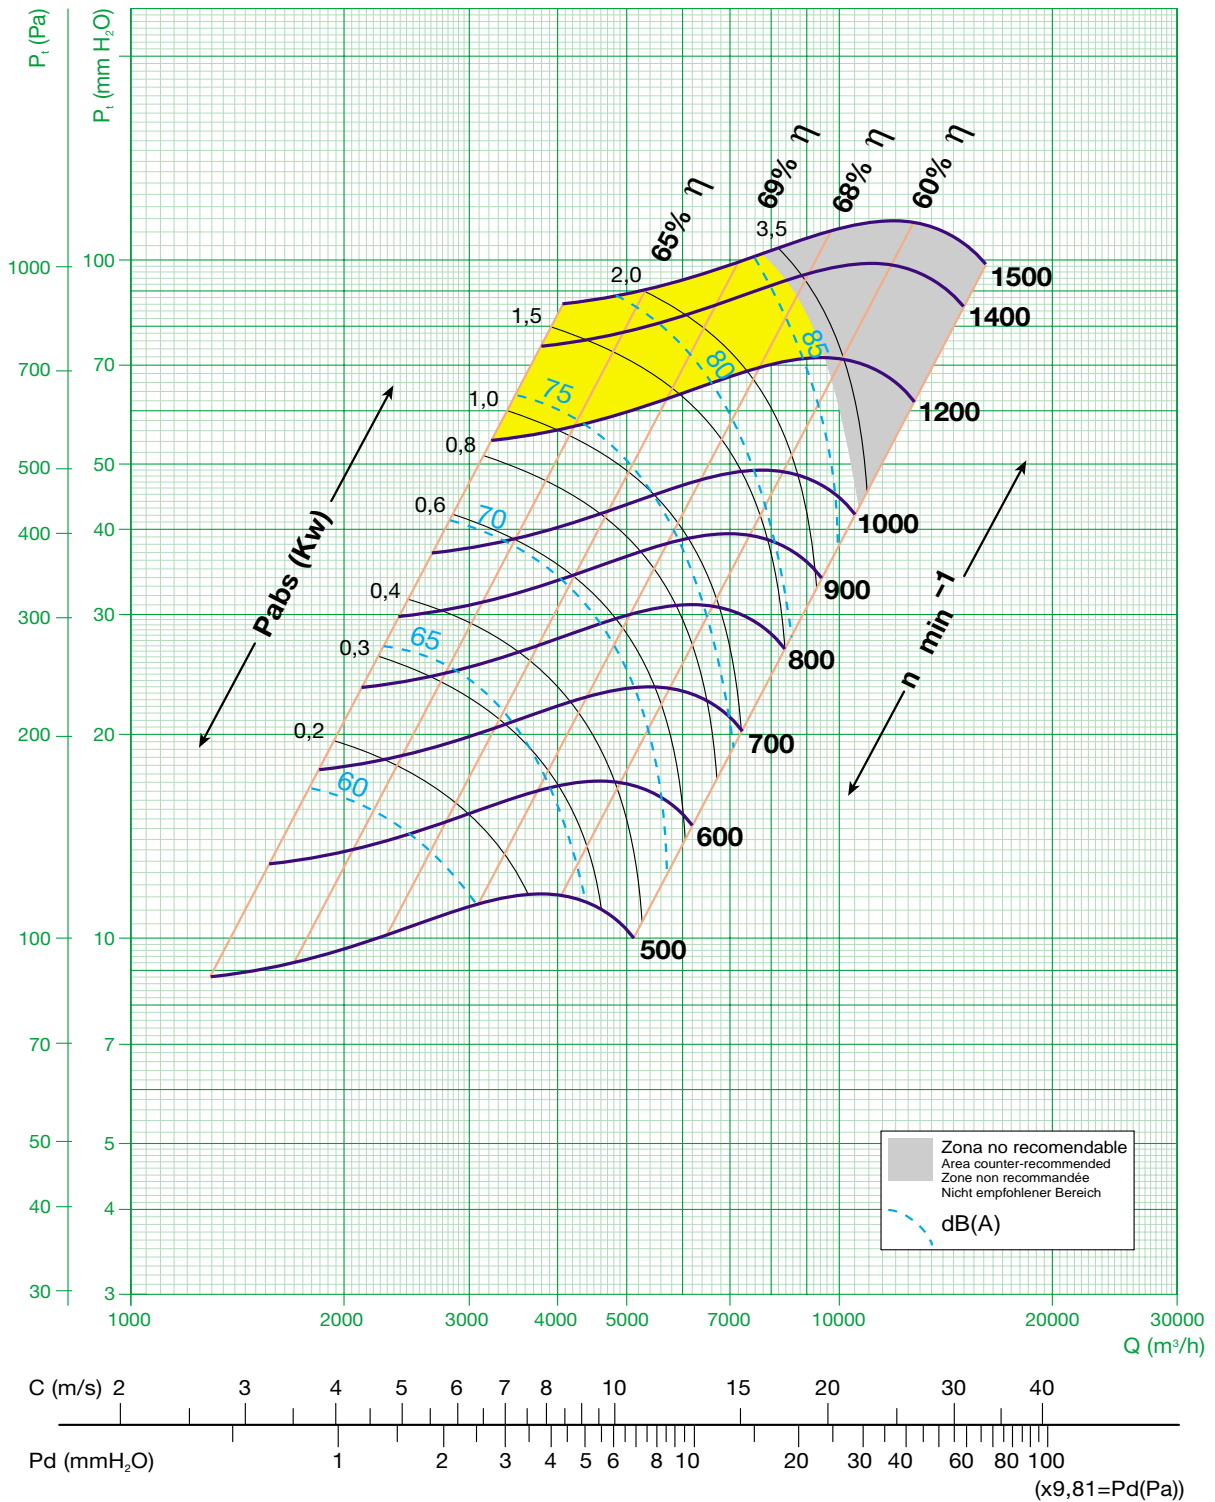 Pt (Pa)
Pt (mm H2O)
65% η
69% η
68% η
60% η
3,5
2,0
1,5
1,0
0,8
0,6
0,4
0,3
0,2
85
80
75
70
65
60
1500
1400
1200
1000
900
800
700
600
500
Pabs (Kw)
n min −1
1000
700
500
400
300
200
100
70
50
40
30
100
70
50
40
30
20
10
7
5
4
3
Zona no recomendable
Area counter-recommended
Zone non recommandée
Nicht empfohlener Bereich
dB(A)
1000 2000 3000 4000 5000 7000 10000 20000 30000
Q (m³/h)
C (m/s) 2 3 4 5 6 7 8 10 15 20 30 40
Pd (mmH2O) 1 2 3 4 5 6 8 10 20 30 40 60 80 100
(x9,81=Pd(Pa))